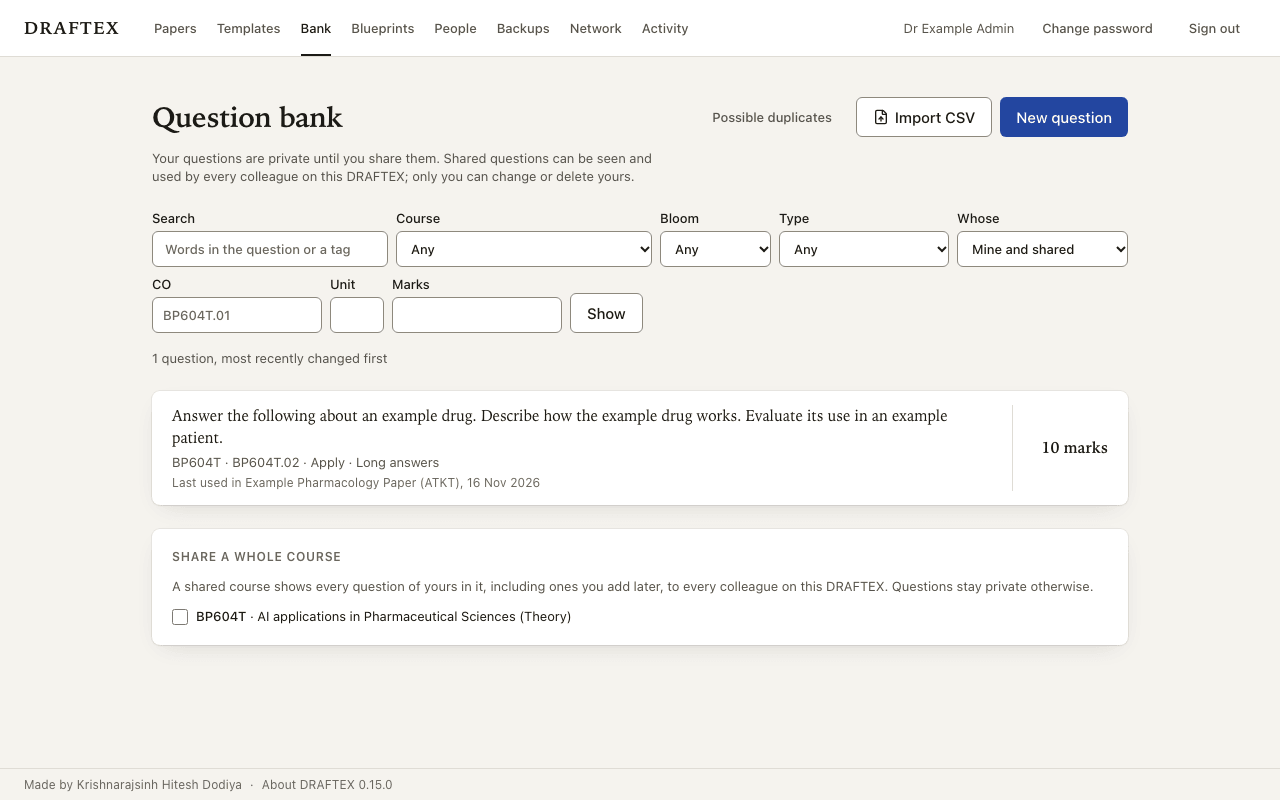 DRAFTEX Papers Templates Bank Blueprints People Backups Network Activity Dr Example Admin Change password Sign out
Question bank Possible duplicates Import CSV New question
Your questions are private until you share them. Shared questions can be seen and
used by every colleague on this DRAFTEX; only you can change or delete yours.
Search Course Bloom Type Whose
Words in the question or a tag Any Any Any Mine and shared
CO Unit Marks
BP604T.01 Show
1 question, most recently changed first
Answer the following about an example drug. Describe how the example drug works. Evaluate its use in an example
patient.
10 marks
BP604T · BP604T.02 · Apply · Long answers
Last used in Example Pharmacology Paper (ATKT), 16 Nov 2026
SHARE A WHOLE COURSE
A shared course shows every question of yours in it, including ones you add later, to every colleague on this DRAFTEX. Questions stay private otherwise.
BP604T · AI applications in Pharmaceutical Sciences (Theory)
Made by Krishnarajsinh Hitesh Dodiya · About DRAFTEX 0.15.0